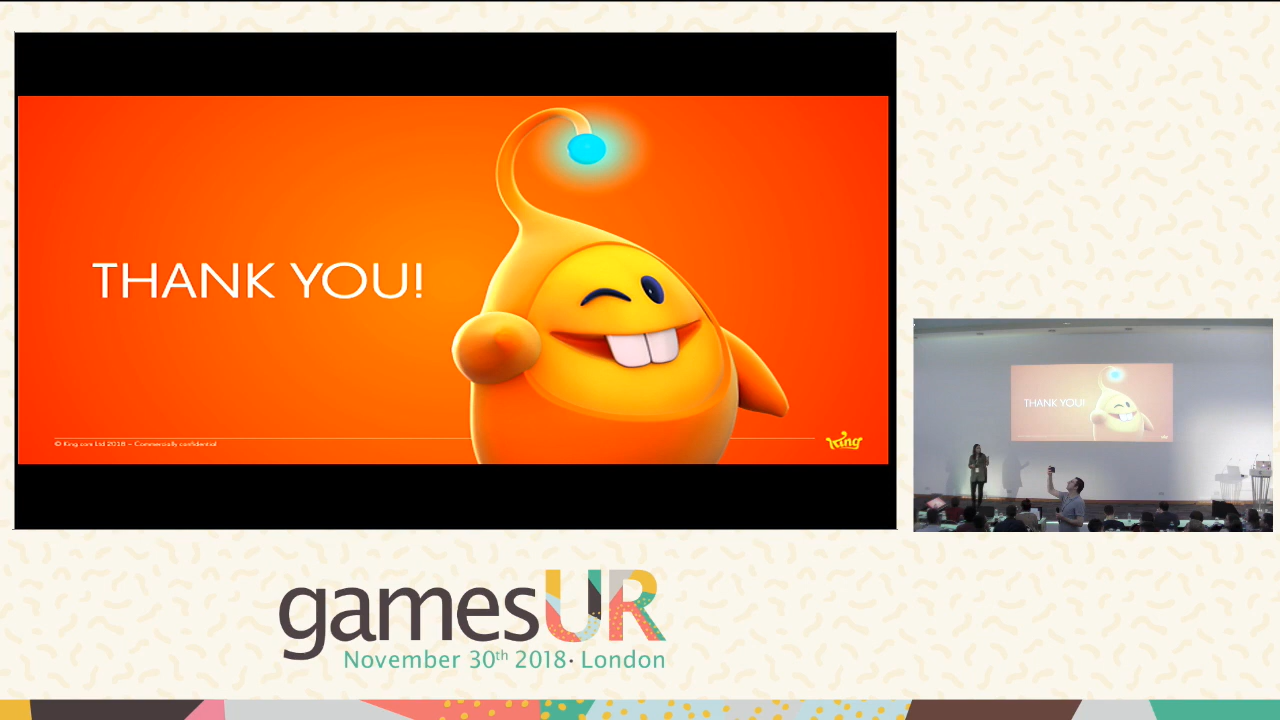 THANK YOU!
© King.com Ltd 2018 – Commercially confidential
King
THANK YOU!
gamesUR
November 30th 2018 · London